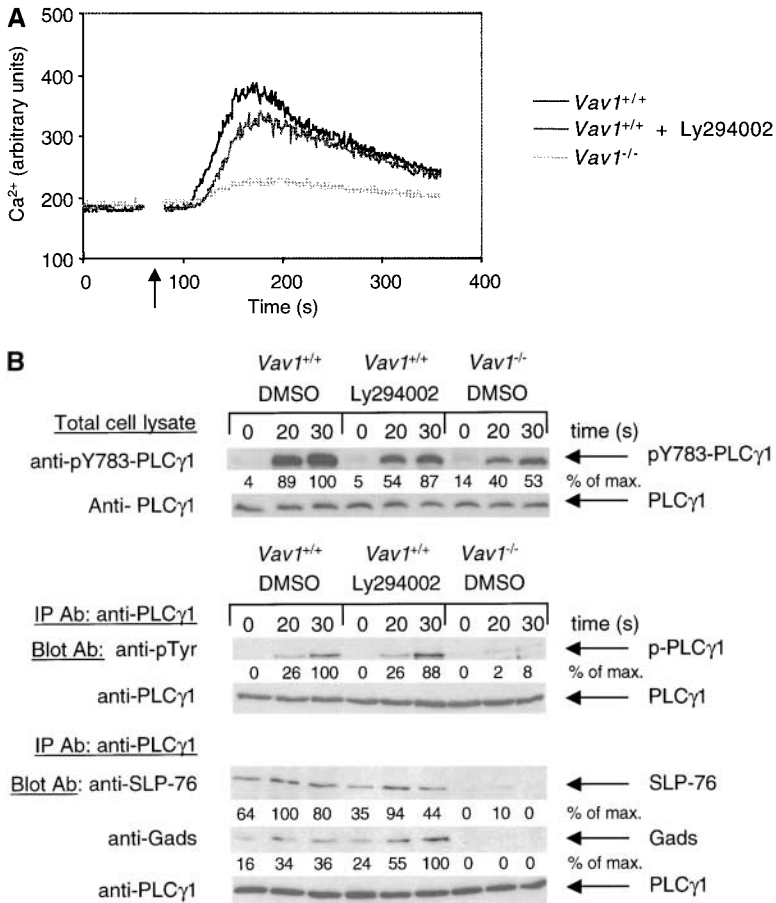 A
500
400
300
200
100
Ca2+ (arbitrary units)
0 100 200 300 400
Time (s)
Vav1+/+
Vav1+/+ + Ly294002
Vav1-/-
B
Vav1+/+ Vav1+/+ Vav1-/-
DMSO Ly294002 DMSO
Total cell lysate 0 20 30 0 20 30 0 20 30 time (s)
anti-pY783-PLCγ1 pY783-PLCγ1
4 89 100 5 54 87 14 40 53 % of max.
Anti- PLCγ1 PLCγ1
Vav1+/+ Vav1+/+ Vav1-/-
DMSO Ly294002 DMSO
IP Ab: anti-PLCγ1 0 20 30 0 20 30 0 20 30 time (s)
Blot Ab: anti-pTyr p-PLCγ1
0 26 100 0 26 88 0 2 8 % of max.
anti-PLCγ1 PLCγ1
IP Ab: anti-PLCγ1
Blot Ab: anti-SLP-76 SLP-76
64 100 80 35 94 44 0 10 0 % of max.
anti-Gads Gads
16 34 36 24 55 100 0 0 0 % of max.
anti-PLCγ1 PLCγ1